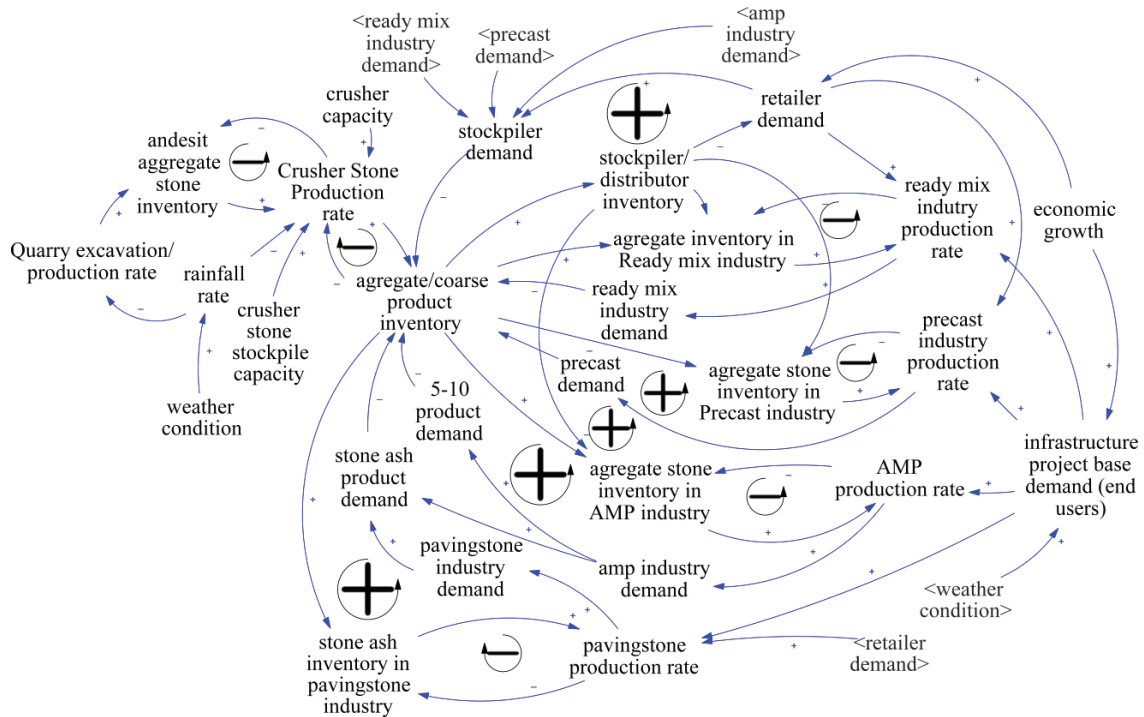 <ready mix
industry
demand>
<precast
demand>
<amp
industry
demand>
crusher
capacity
retailer
demand
andesit
aggregate
stone
inventory
stockpiler
demand
Crusher Stone
Production
rate
stockpiler/
distributor
inventory
ready mix
indutry
production
rate
economic
growth
Quarry excavation/
production rate
rainfall
rate
agregate inventory in
Ready mix industry
agregate/coarse
product
inventory
ready mix
industry
demand
crusher
stone
stockpile
capacity
precast
industry
production
rate
precast
demand
agregate stone
inventory in
Precast industry
5-10
product
demand
weather
condition
stone ash
product
demand
agregate stone
inventory in
AMP industry
AMP
production rate
infrastructure
project base
demand (end
users)
pavingstone
industry
demand
amp industry
demand
<weather
condition>
stone ash
inventory in
pavingstone
industry
pavingstone
production rate
<retailer
demand>